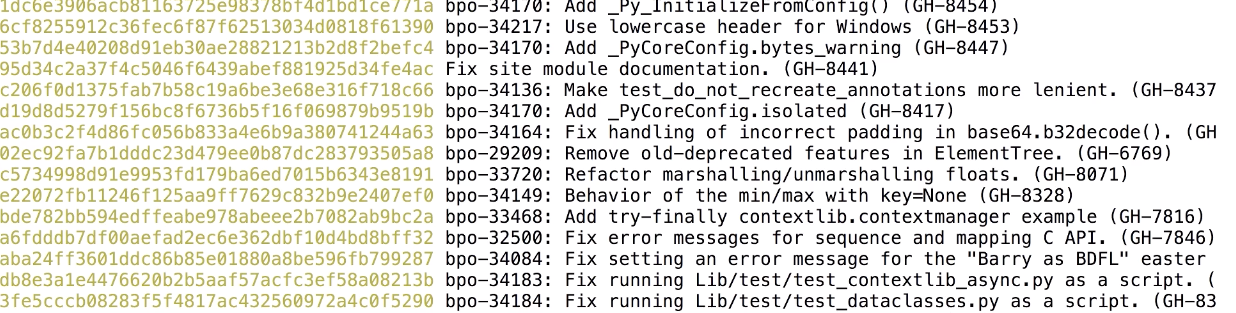 1dc6e3906acb81163725e98378bf4d1bd1ce771a bpo-34170: Add _Py_InitializeFromConfig() (GH-8454)
6cf8255912c36fec6f87f62513034d0818f61390 bpo-34217: Use lowercase header for Windows (GH-8453)
53b7d4e40208d91eb30ae28821213b2d8f2befc4 bpo-34170: Add _PyCoreConfig.bytes_warning (GH-8447)
95d34c2a37f4c5046f6439abef881925d34fe4ac Fix site module documentation. (GH-8441)
c206f0d1375fab7b58c19a6be3e68e316f718c66 bpo-34136: Make test_do_not_recreate_annotations more lenient. (GH-8437
d19d8d5279f156bc8f6736b5f16f069879b9519b bpo-34170: Add _PyCoreConfig.isolated (GH-8417)
ac0b3c2f4d86fc056b833a4e6b9a380741244a63 bpo-34164: Fix handling of incorrect padding in base64.b32decode(). (GH
02ec92fa7b1dddc23d479ee0b87dc283793505a8 bpo-29209: Remove old-deprecated features in ElementTree. (GH-6769)
c5734998d91e9953fd179ba6ed7015b6343e8191 bpo-33720: Refactor marshalling/unmarshalling floats. (GH-8071)
e22072fb11246f125aa9ff7629c832b9e2407ef0 bpo-34149: Behavior of the min/max with key=None (GH-8328)
bde782bb594edffeabe978abeee2b7082ab9bc2a bpo-33468: Add try-finally contextlib.contextmanager example (GH-7816)
a6fdddb7df00aefad2ec6e362dbf10d4bd8bff32 bpo-32500: Fix error messages for sequence and mapping C API. (GH-7846)
aba24ff3601ddc86b85e01880a8be596fb799287 bpo-34084: Fix setting an error message for the "Barry as BDFL" easter
db8e3a1e4476620b2b5aaf57acfc3ef58a08213b bpo-34183: Fix running Lib/test/test_contextlib_async.py as a script. (
3fe5cccb08283f5f4817ac432560972a4c0f5290 bpo-34184: Fix running Lib/test/test_dataclasses.py as a script. (GH-83